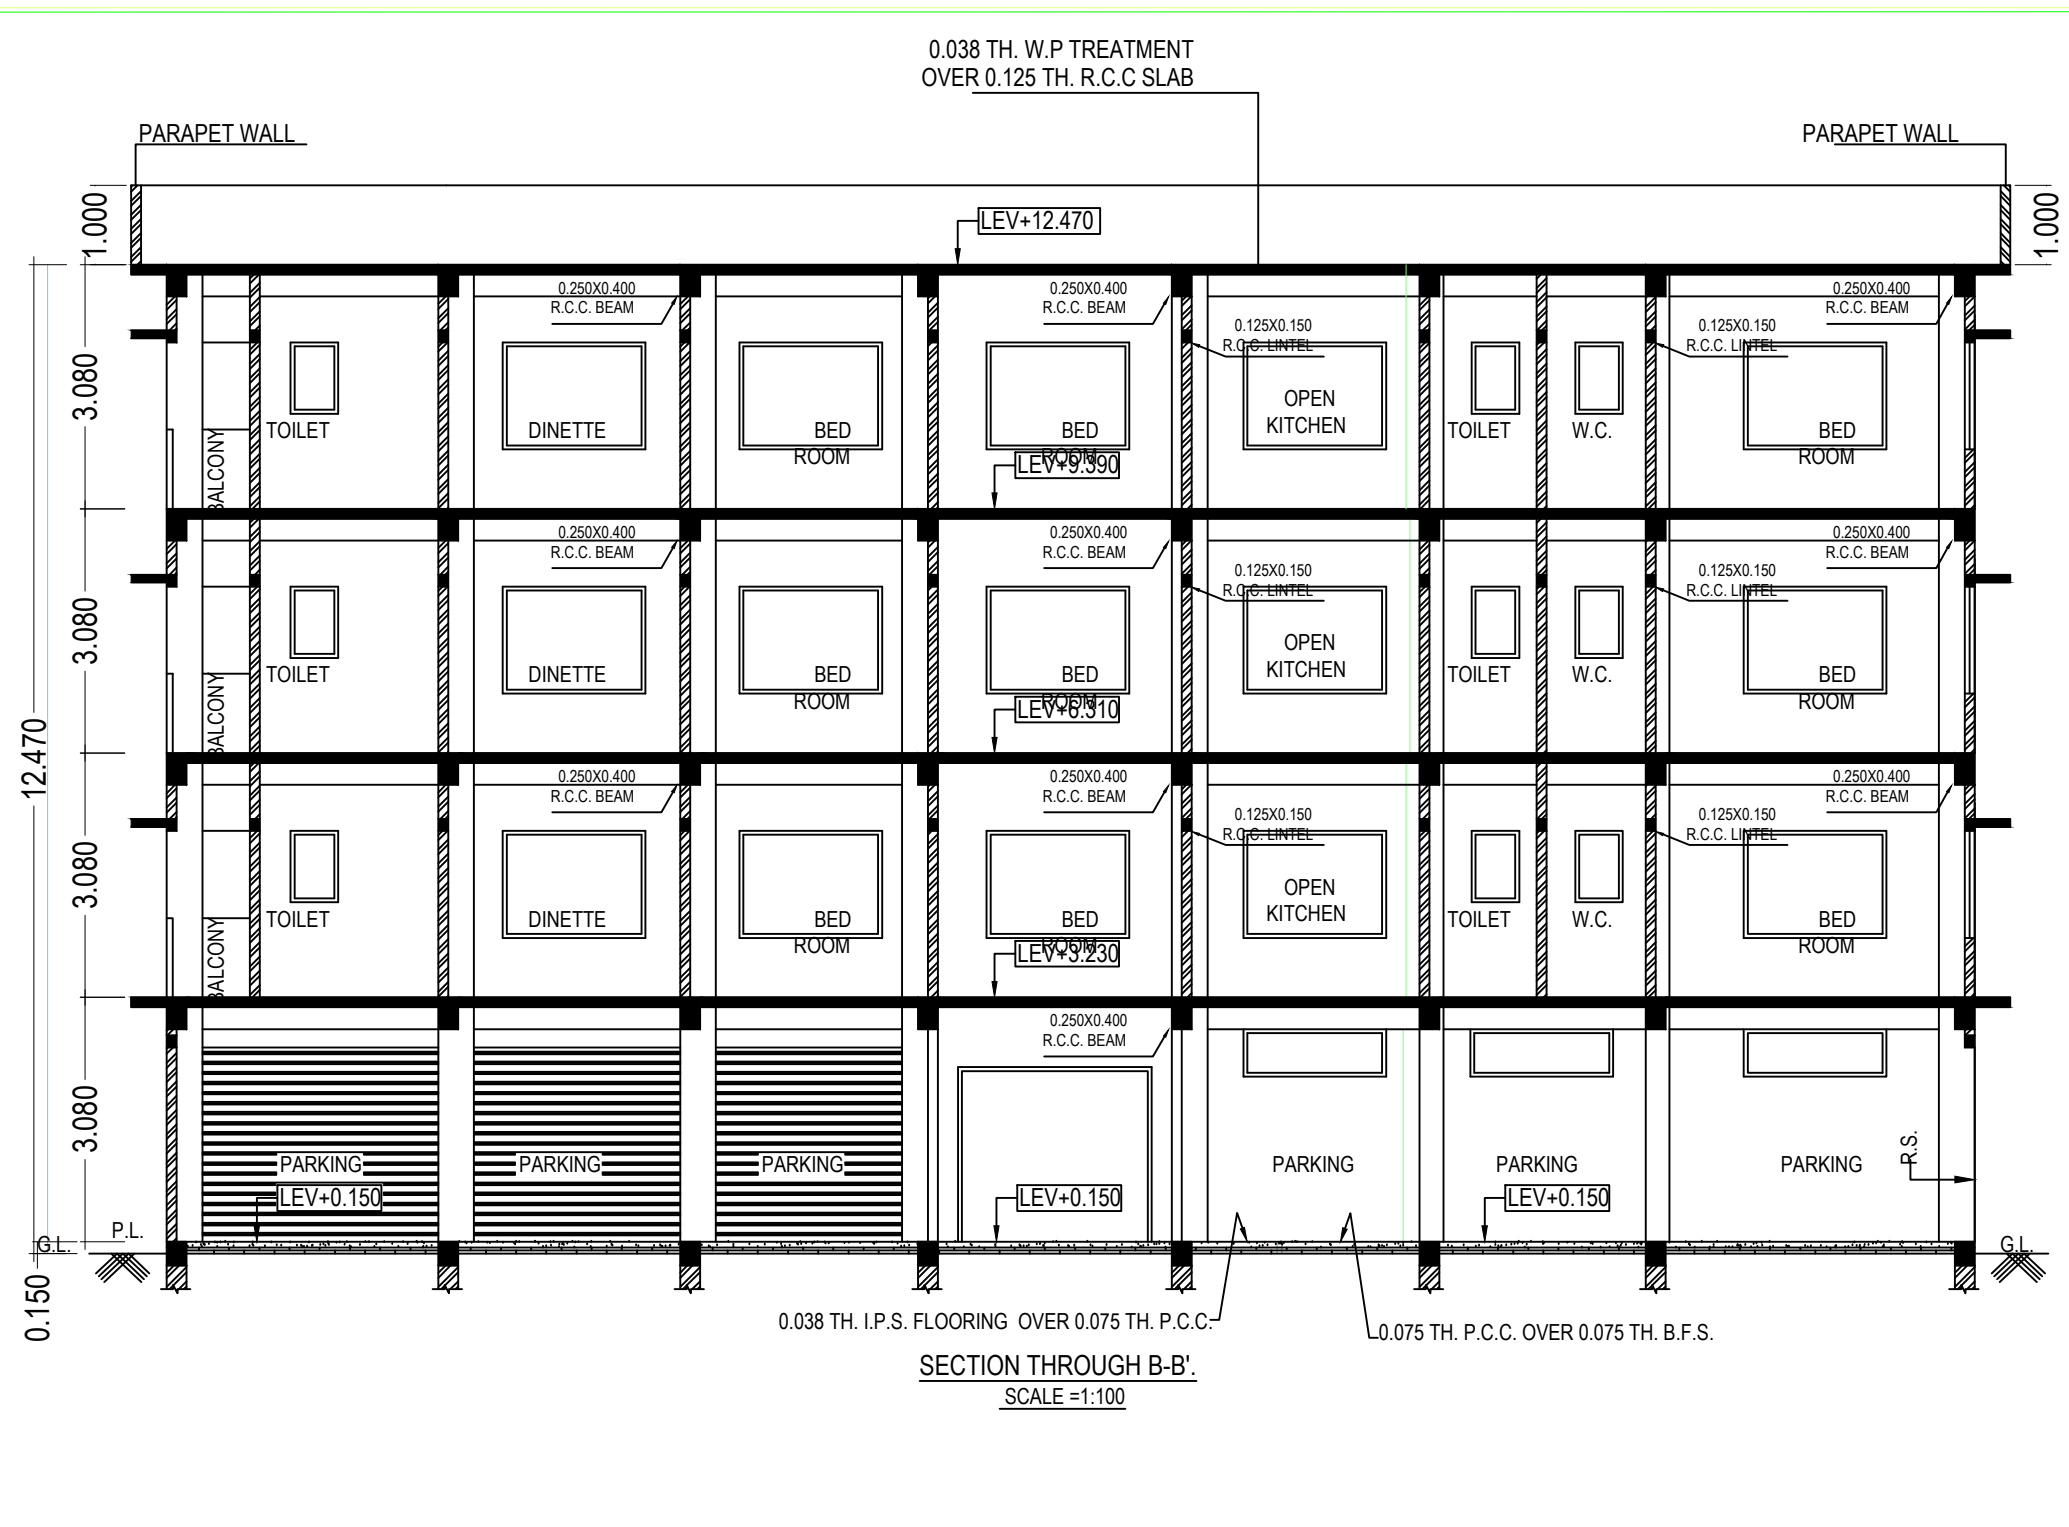 0.038 TH. W.P TREATMENT
OVER 0.125 TH. R.C.C SLAB
PARAPET WALL
PARAPET WALL
1.000
1.000
LEV+12.470
0.250X0.400
R.C.C. BEAM
0.250X0.400
R.C.C. BEAM
0.250X0.400
R.C.C. BEAM
0.125X0.150
R.C.C. LINTEL
0.125X0.150
R.C.C. LINTEL
3.080
BALCONY
TOILET
DINETTE
BED
ROOM
BED
ROOM
OPEN
KITCHEN
TOILET
W.C.
BED
ROOM
LEV+9.390
0.250X0.400
R.C.C. BEAM
0.250X0.400
R.C.C. BEAM
0.250X0.400
R.C.C. BEAM
0.125X0.150
R.C.C. LINTEL
0.125X0.150
R.C.C. LINTEL
3.080
BALCONY
TOILET
DINETTE
BED
ROOM
BED
ROOM
OPEN
KITCHEN
TOILET
W.C.
BED
ROOM
LEV+6.310
12.470
0.250X0.400
R.C.C. BEAM
0.250X0.400
R.C.C. BEAM
0.250X0.400
R.C.C. BEAM
0.125X0.150
R.C.C. LINTEL
0.125X0.150
R.C.C. LINTEL
3.080
BALCONY
TOILET
DINETTE
BED
ROOM
BED
ROOM
OPEN
KITCHEN
TOILET
W.C.
BED
ROOM
LEV+3.230
0.250X0.400
R.C.C. BEAM
3.080
PARKING
PARKING
PARKING
PARKING
PARKING
PARKING
R.S.
LEV+0.150
LEV+0.150
LEV+0.150
G.L.
P.L.
G.L.
0.150
0.038 TH. I.P.S. FLOORING OVER 0.075 TH. P.C.C.
0.075 TH. P.C.C. OVER 0.075 TH. B.F.S.
SECTION THROUGH B-B'.
SCALE =1:100